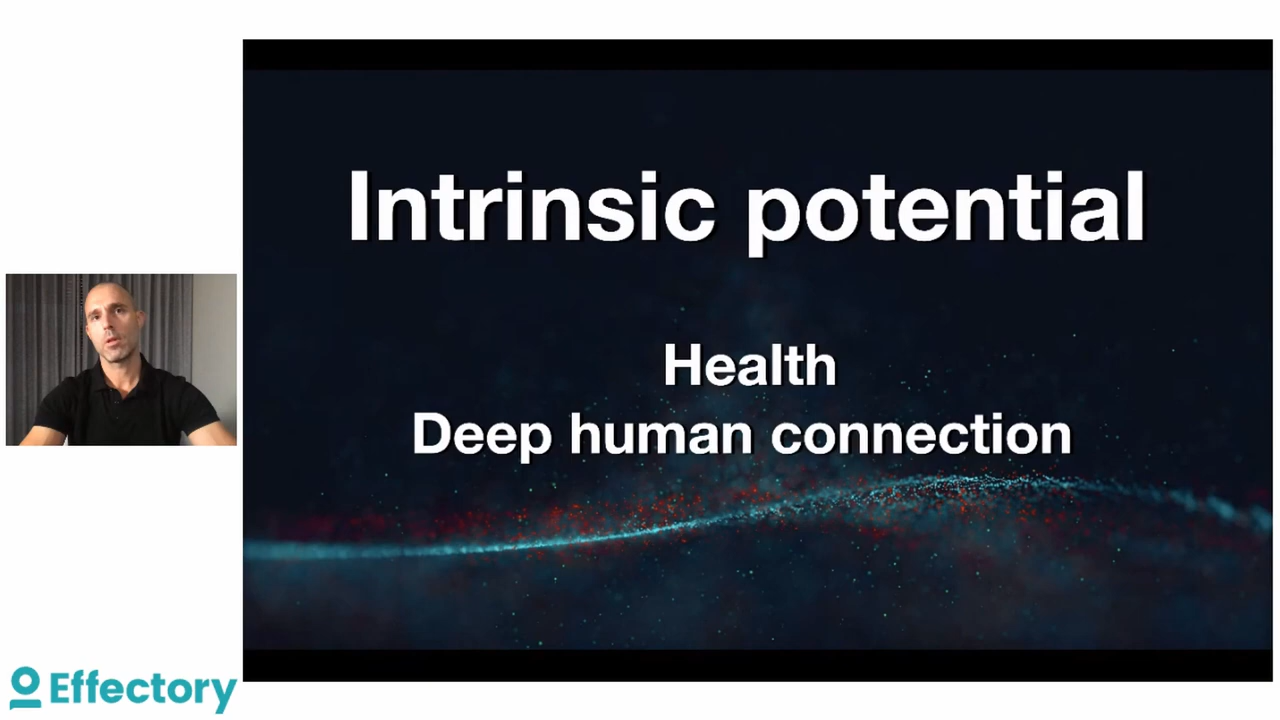 Intrinsic potential
Health
Deep human connection
Effectory